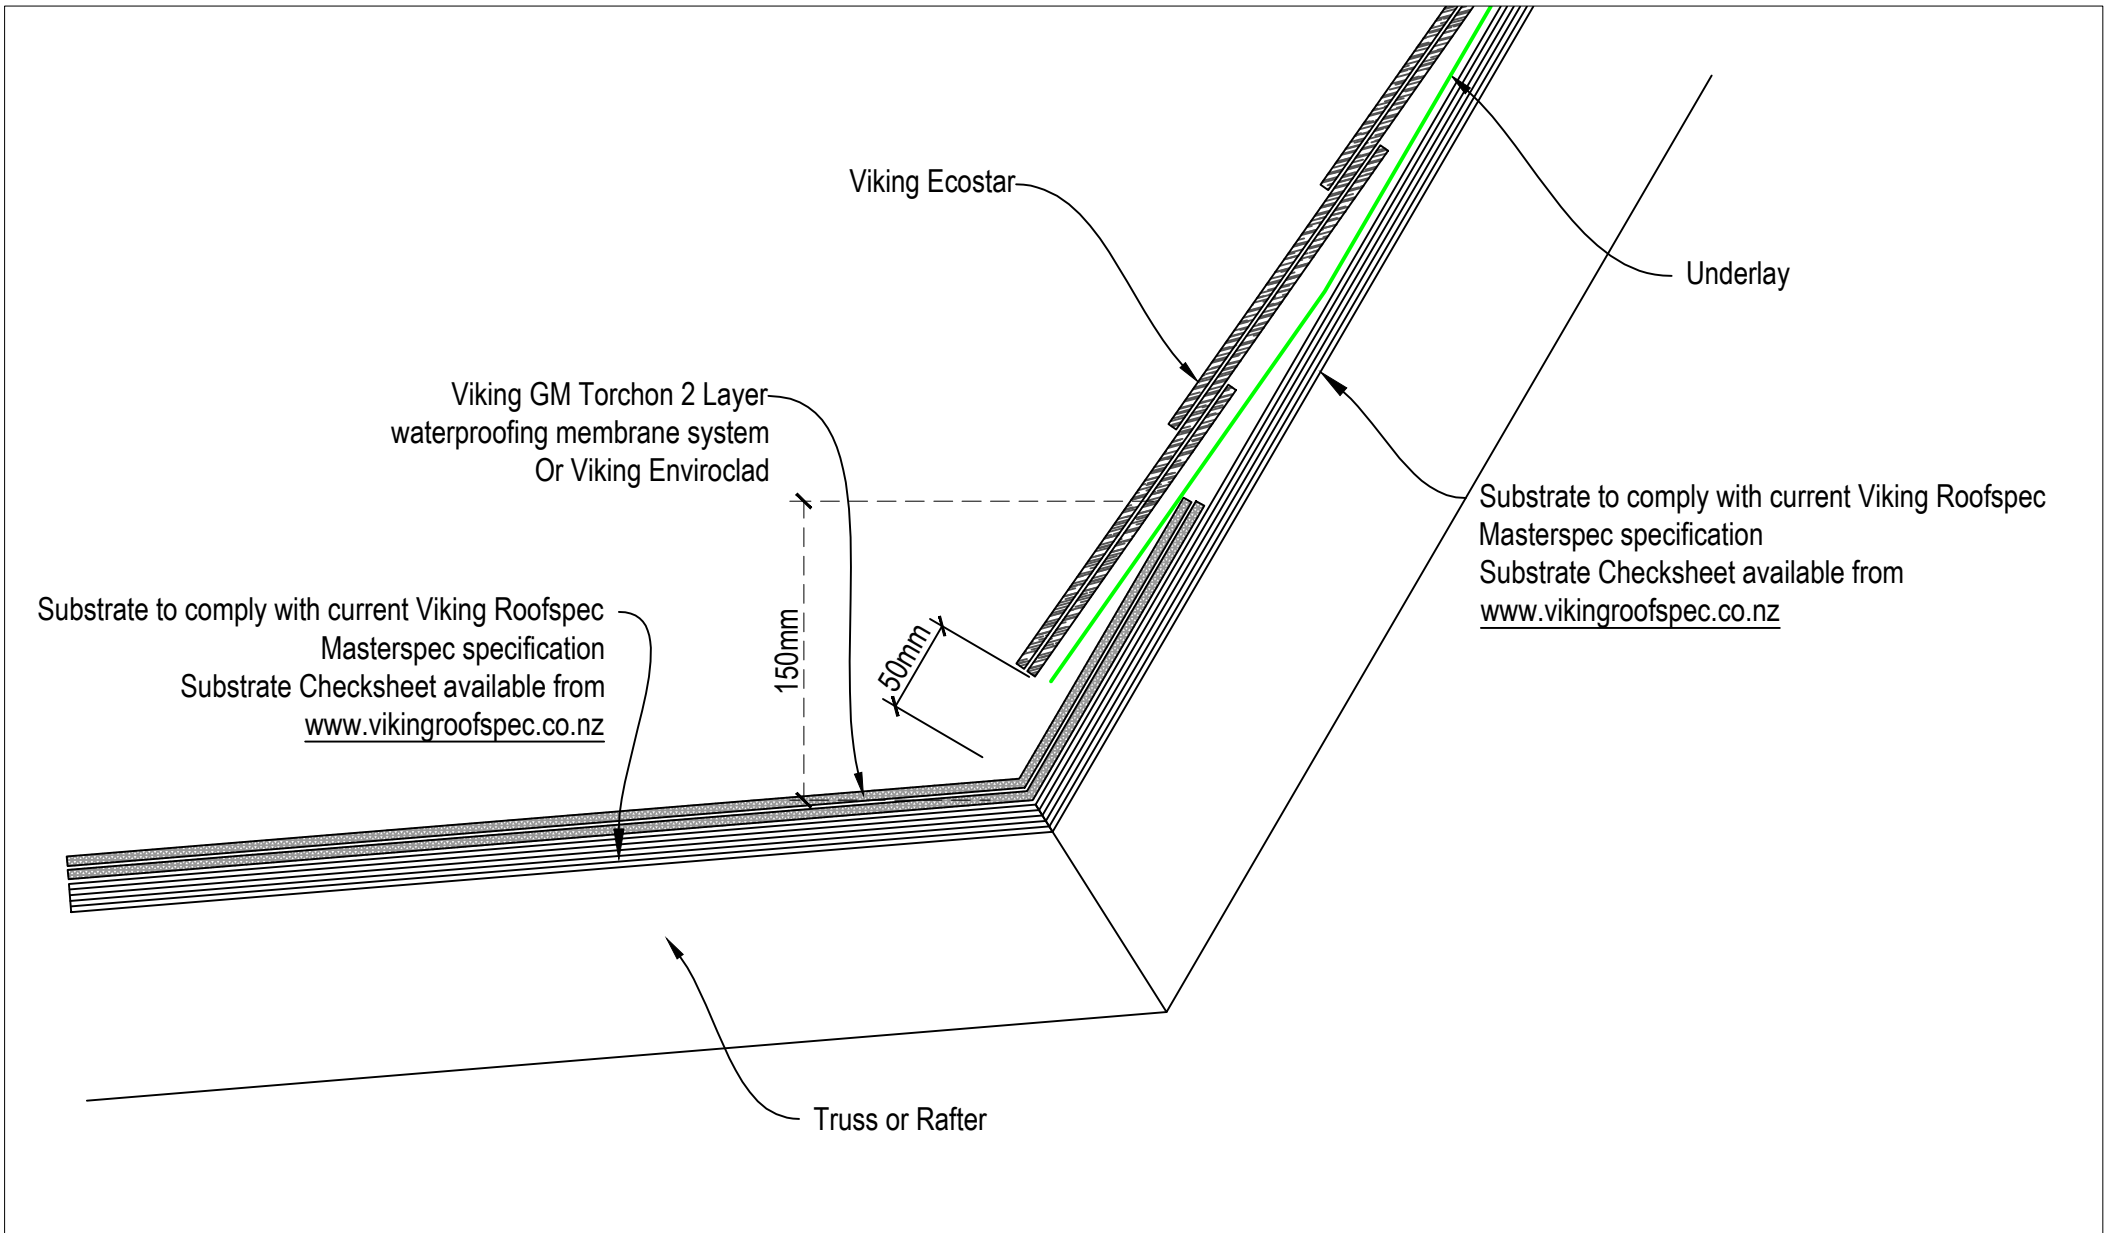 Viking Ecostar
Underlay
Viking GM Torchon 2 Layer
waterproofing membrane system
Or Viking Enviroclad
Substrate to comply with current Viking Roofspec
Masterspec specification
Substrate Checksheet available from
www.vikingroofspec.co.nz
Substrate to comply with current Viking Roofspec
Masterspec specification
Substrate Checksheet available from
www.vikingroofspec.co.nz
150mm
50mm
Truss or Rafter